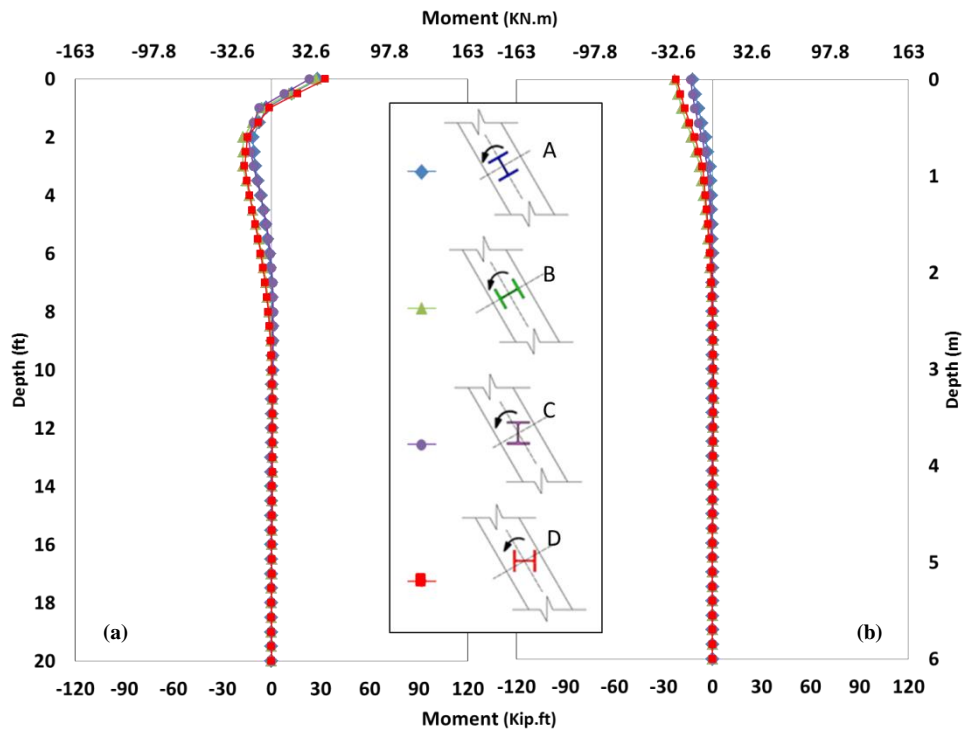 Moment (KN.m)
-163 -97.8 -32.6 32.6 97.8 163 -163 -97.8 -32.6 32.6 97.8 163
0 0
A
2
1
4
B
6
2
8
Depth (ft)
10 3
Depth (m)
C
12
4
14
D
16
5
18
(a) (b)
20 6
-120 -90 -60 -30 0 30 60 90 120 -120 -90 -60 -30 0 30 60 90 120
Moment (Kip.ft)